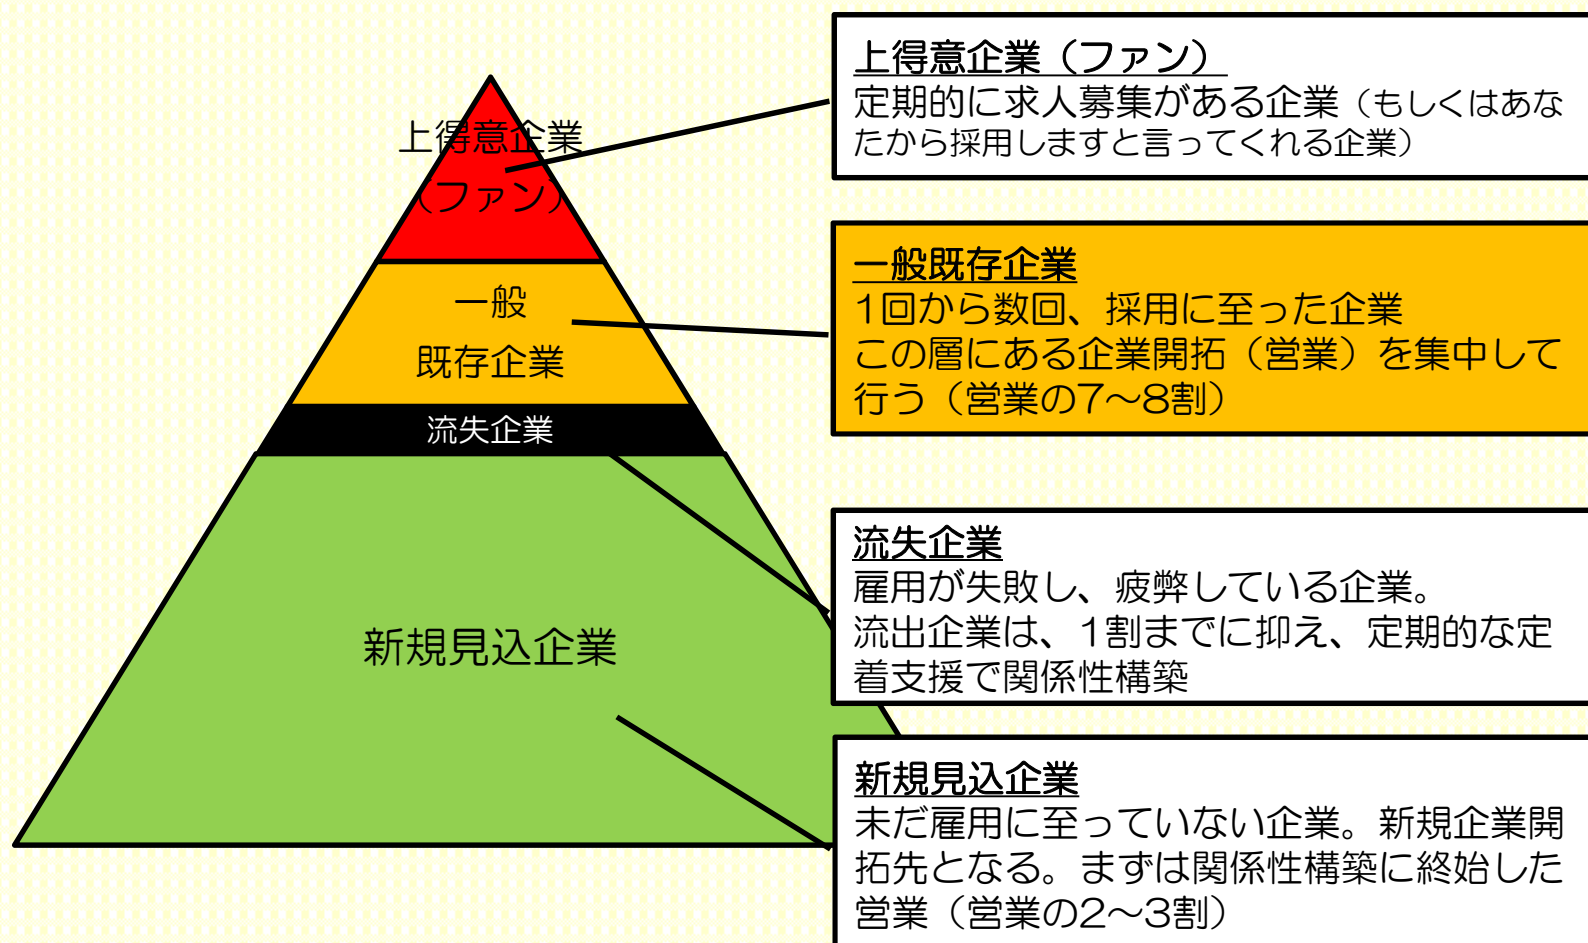 上得意企業
（ファン）
一般
既存企業
流失企業
新規見込企業
上得意企業（ファン）
定期的に求人募集がある企業（もしくはあな
たから採用しますと言ってくれる企業）
一般既存企業
1回から数回、採用に至った企業
この層にある企業開拓（営業）を集中して
行う（営業の7～8割）
流失企業
雇用が失敗し、疲弊している企業。
流出企業は、1割までに抑え、定期的な定
着支援で関係性構築
新規見込企業
未だ雇用に至っていない企業。新規企業開
拓先となる。まずは関係性構築に終始した
営業（営業の2～3割）